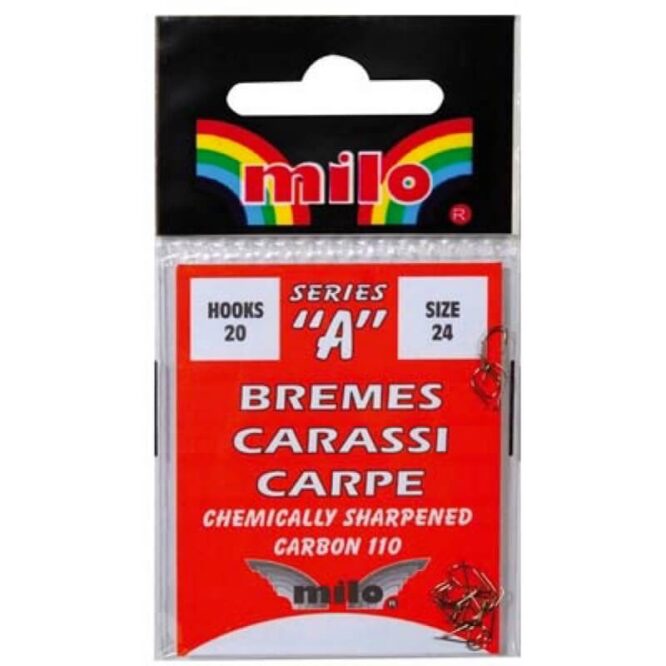 milo
®
HOOKS
20
SERIES
"A"
SIZE
24
BREMES
CARASSI
CARPE
CHEMICALLY SHARPENED
CARBON 110
milo ®